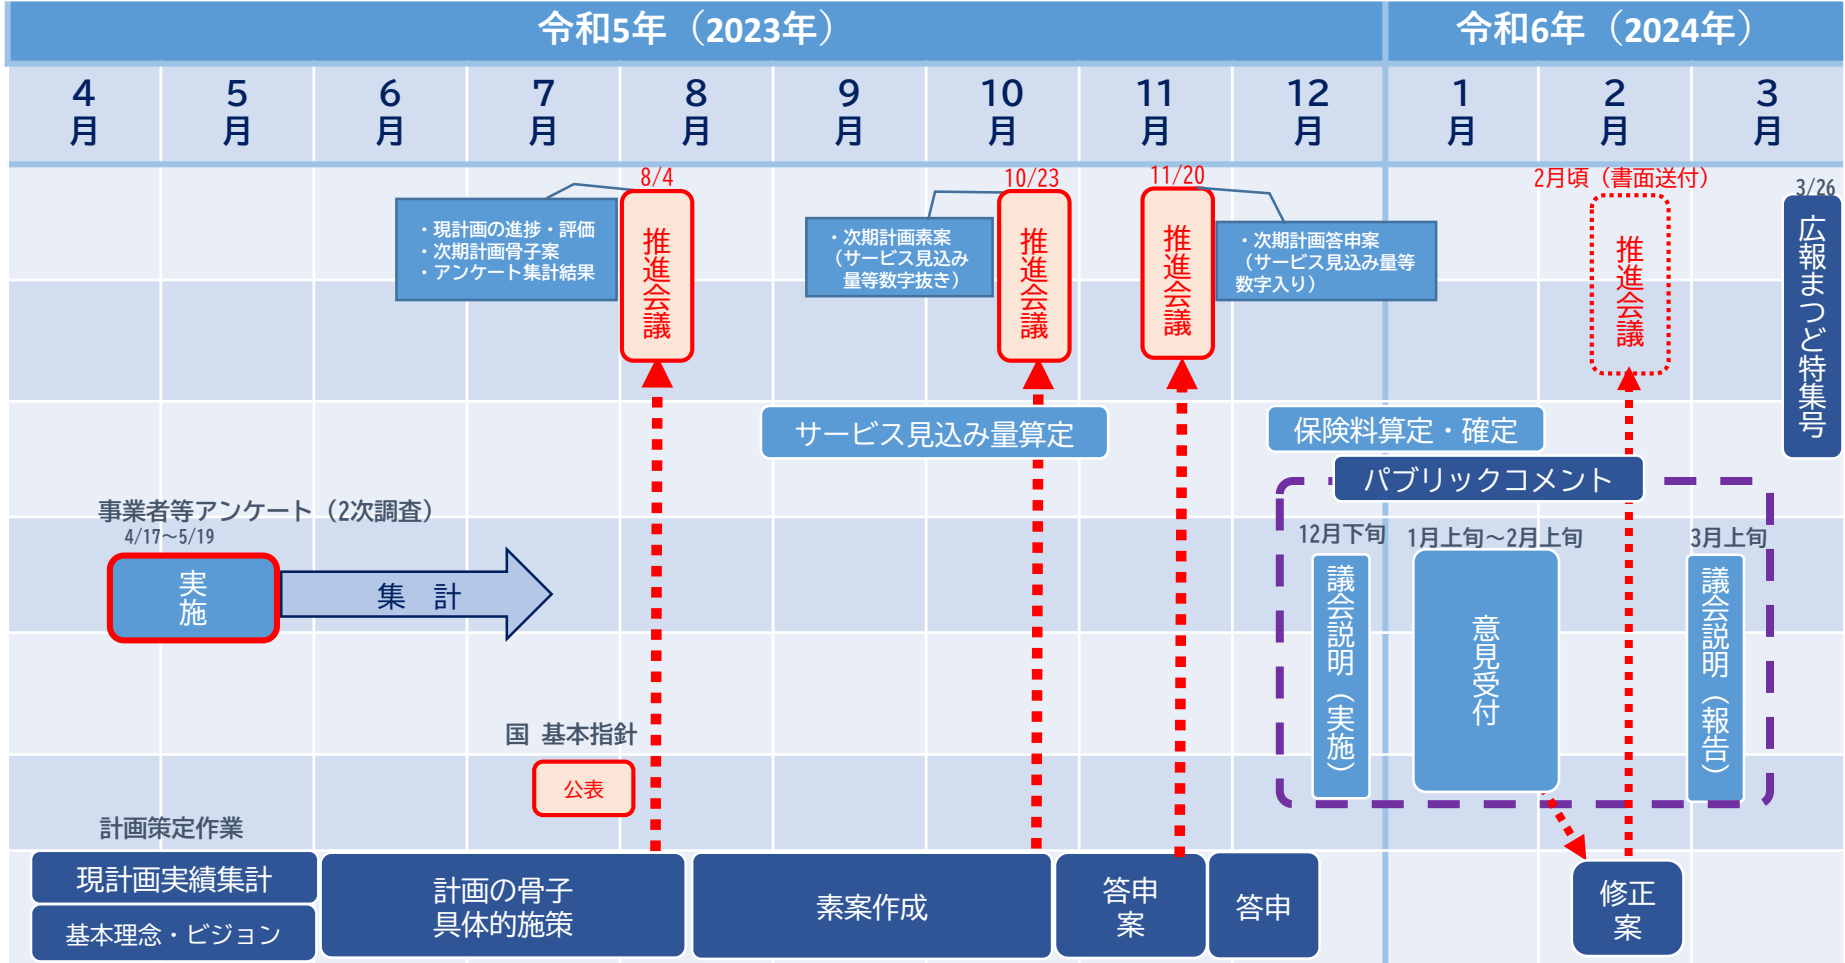 令和5年（2023年）
令和6年（2024年）
4月
5月
6月
7月
8月
9月
10月
11月
12月
1月
2月
3月
8/4
推進会議
・現計画の進捗・評価
・次期計画骨子案
・アンケート集計結果
10/23
推進会議
・次期計画素案
（サービス見込み
量等数字抜き）
11/20
推進会議
・次期計画答申案
（サービス見込み量等
数字入り）
2月頃（書面送付）
推進会議
3/26
広報まつど特集号
サービス見込み量算定
保険料算定・確定
パブリックコメント
事業者等アンケート（2次調査）
4/17～5/19
実施
集　計
12月下旬
議会説明（実施）
1月上旬～2月上旬
意見受付
3月上旬
議会説明（報告）
国 基本指針
公表
計画策定作業
現計画実績集計
基本理念・ビジョン
計画の骨子
具体的施策
素案作成
答申
案
答申
修正
案